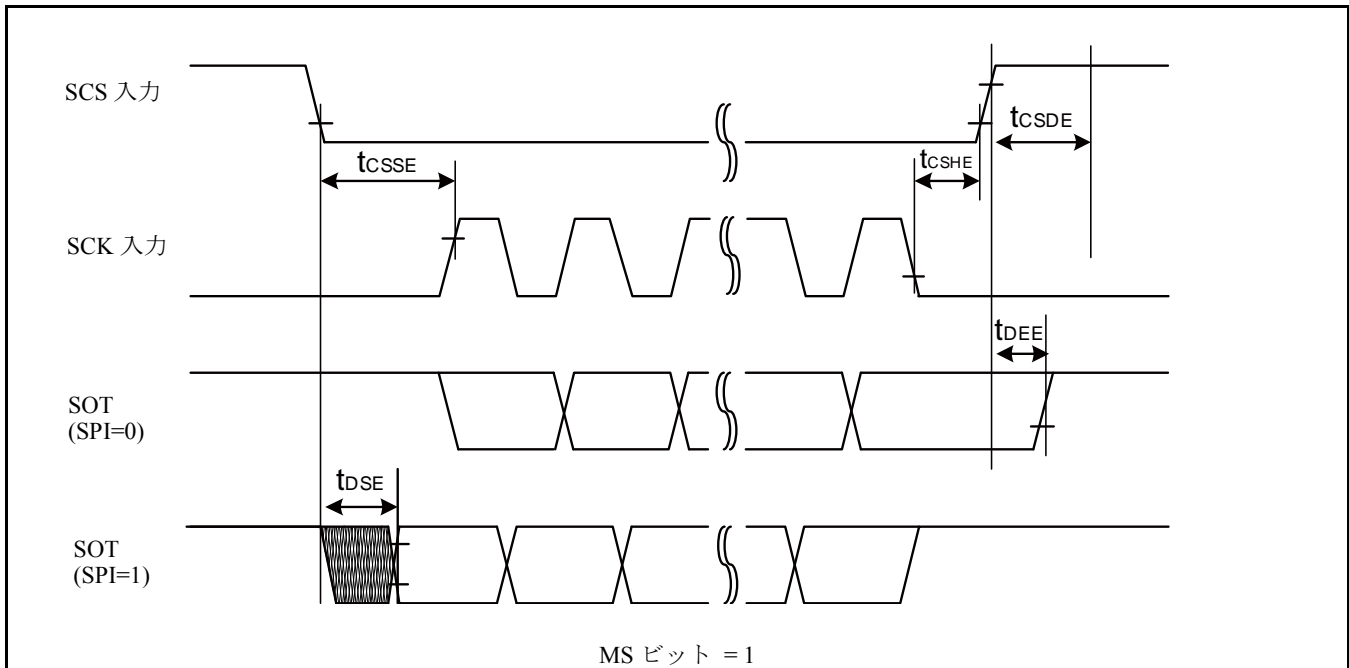 SCS 入力
tCSDE
tCSSE
tCSHE
SCK 入力
tDEE
SOT
(SPI=0)
tDSE
SOT
(SPI=1)
MS ビット = 1